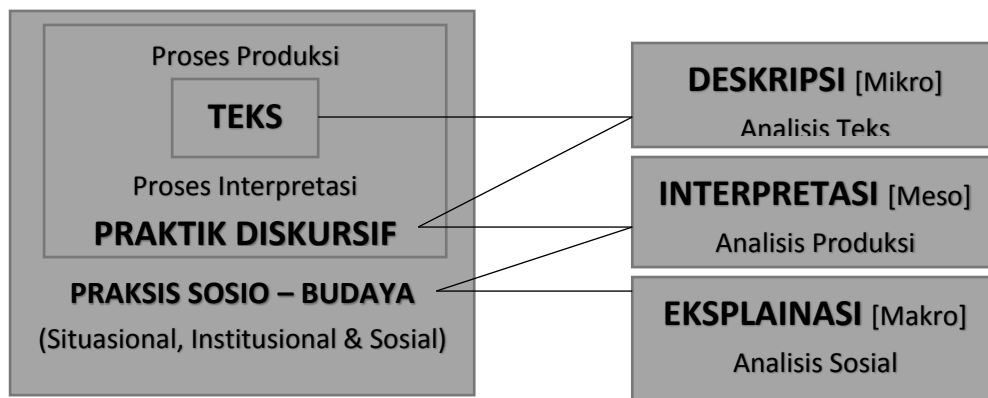 Proses Produksi
TEKS
Proses Interpretasi
PRAKTIK DISKURSIF
PRAKSIS SOSIO – BUDAYA
(Situasional, Institusional & Sosial)
DESKRIPSI [Mikro]
Analisis Teks
INTERPRETASI [Meso]
Analisis Produksi
EKSPLAINASI [Makro]
Analisis Sosial